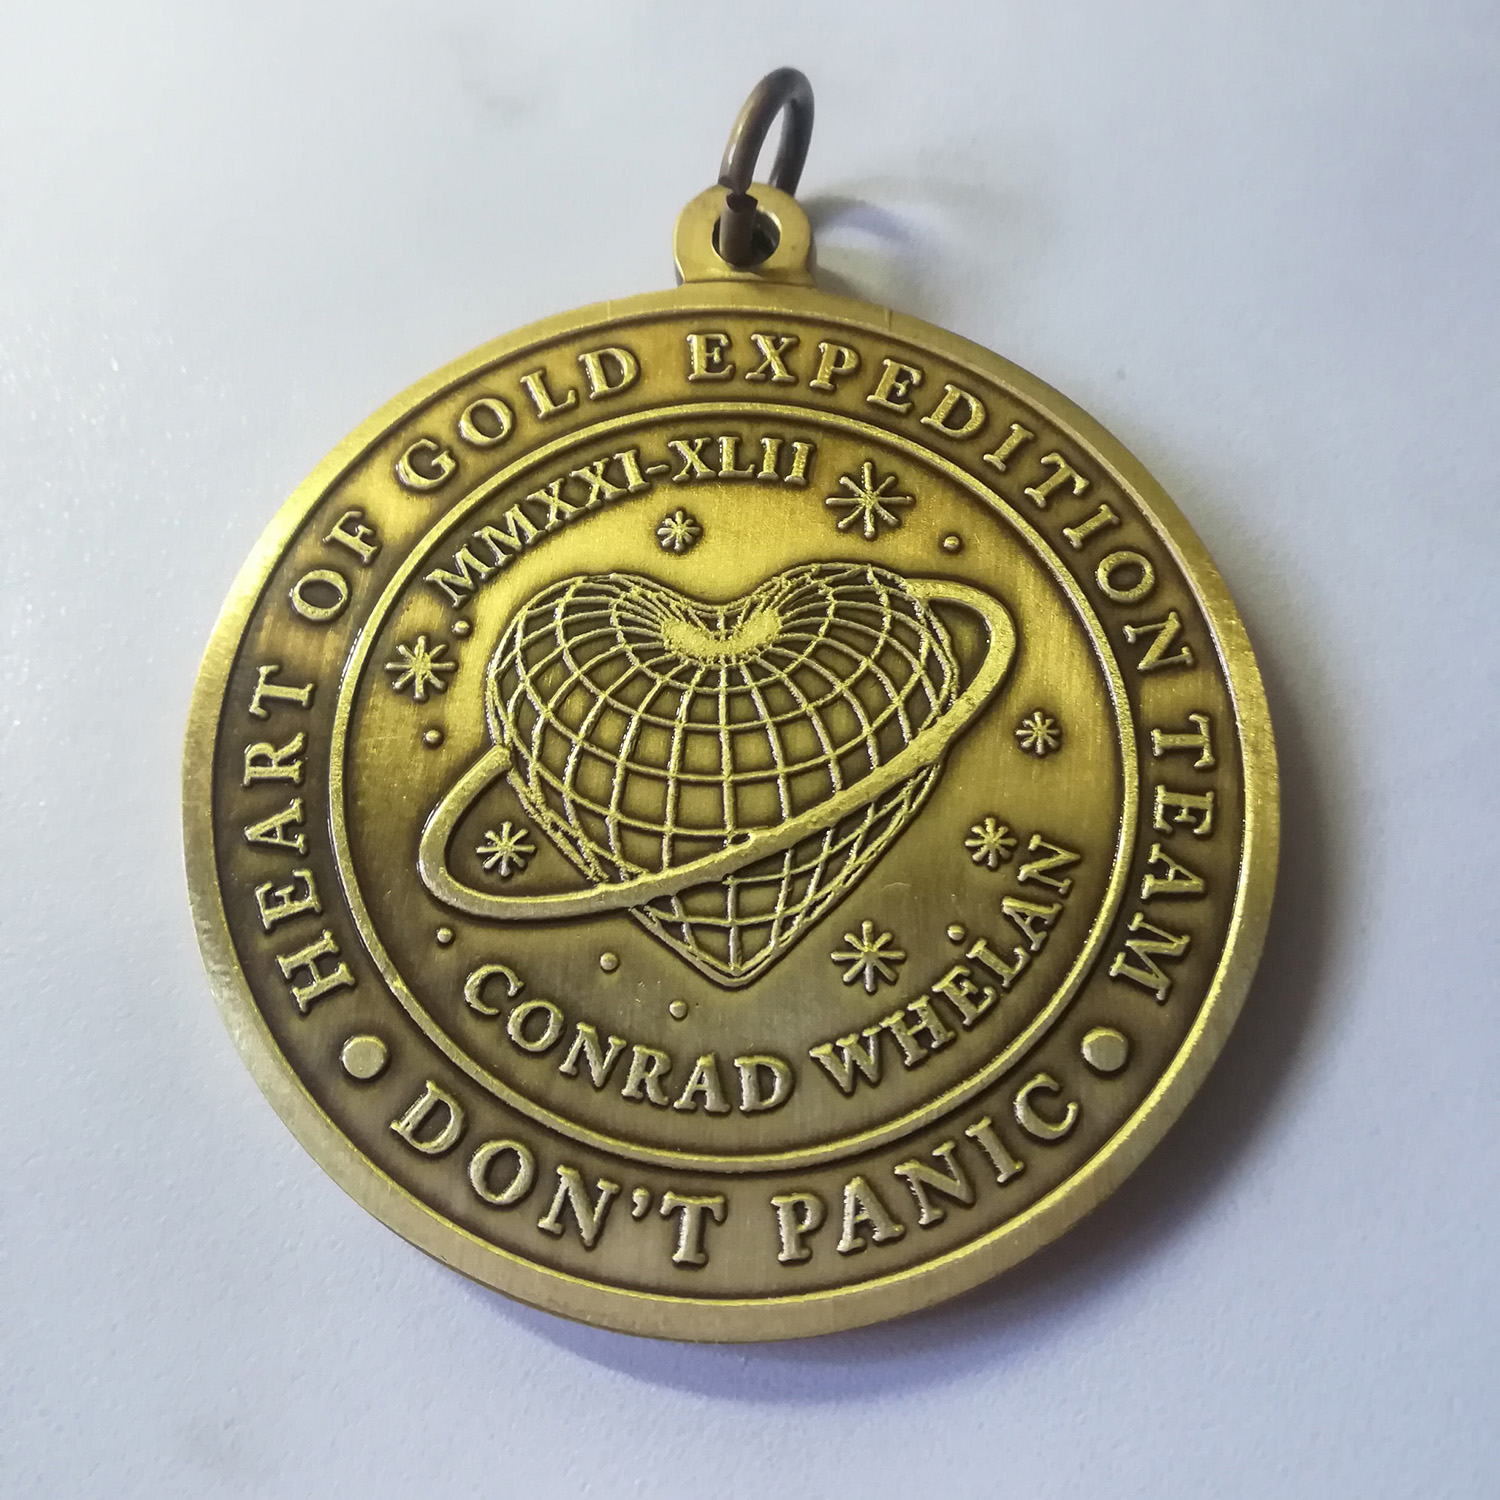 HEART OF GOLD EXPEDITION TEAM
MMXXI-XLII
CONRAD WHELAN
DON'T PANIC